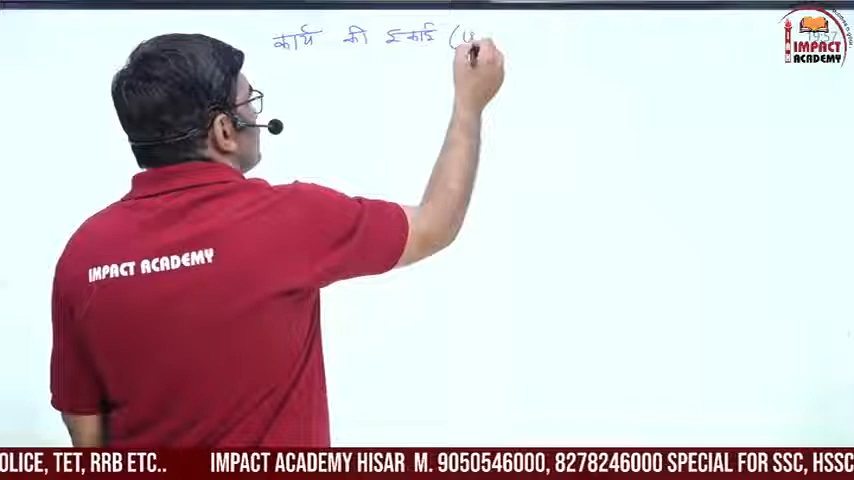 कार्य की इकाई (U
IMPACT
ACADEMY
IMPACT ACADEMY
OLICE, TET, RRB ETC.. IMPACT ACADEMY HISAR M. 9050546000, 8278246000 SPECIAL FOR SSC, HSSC